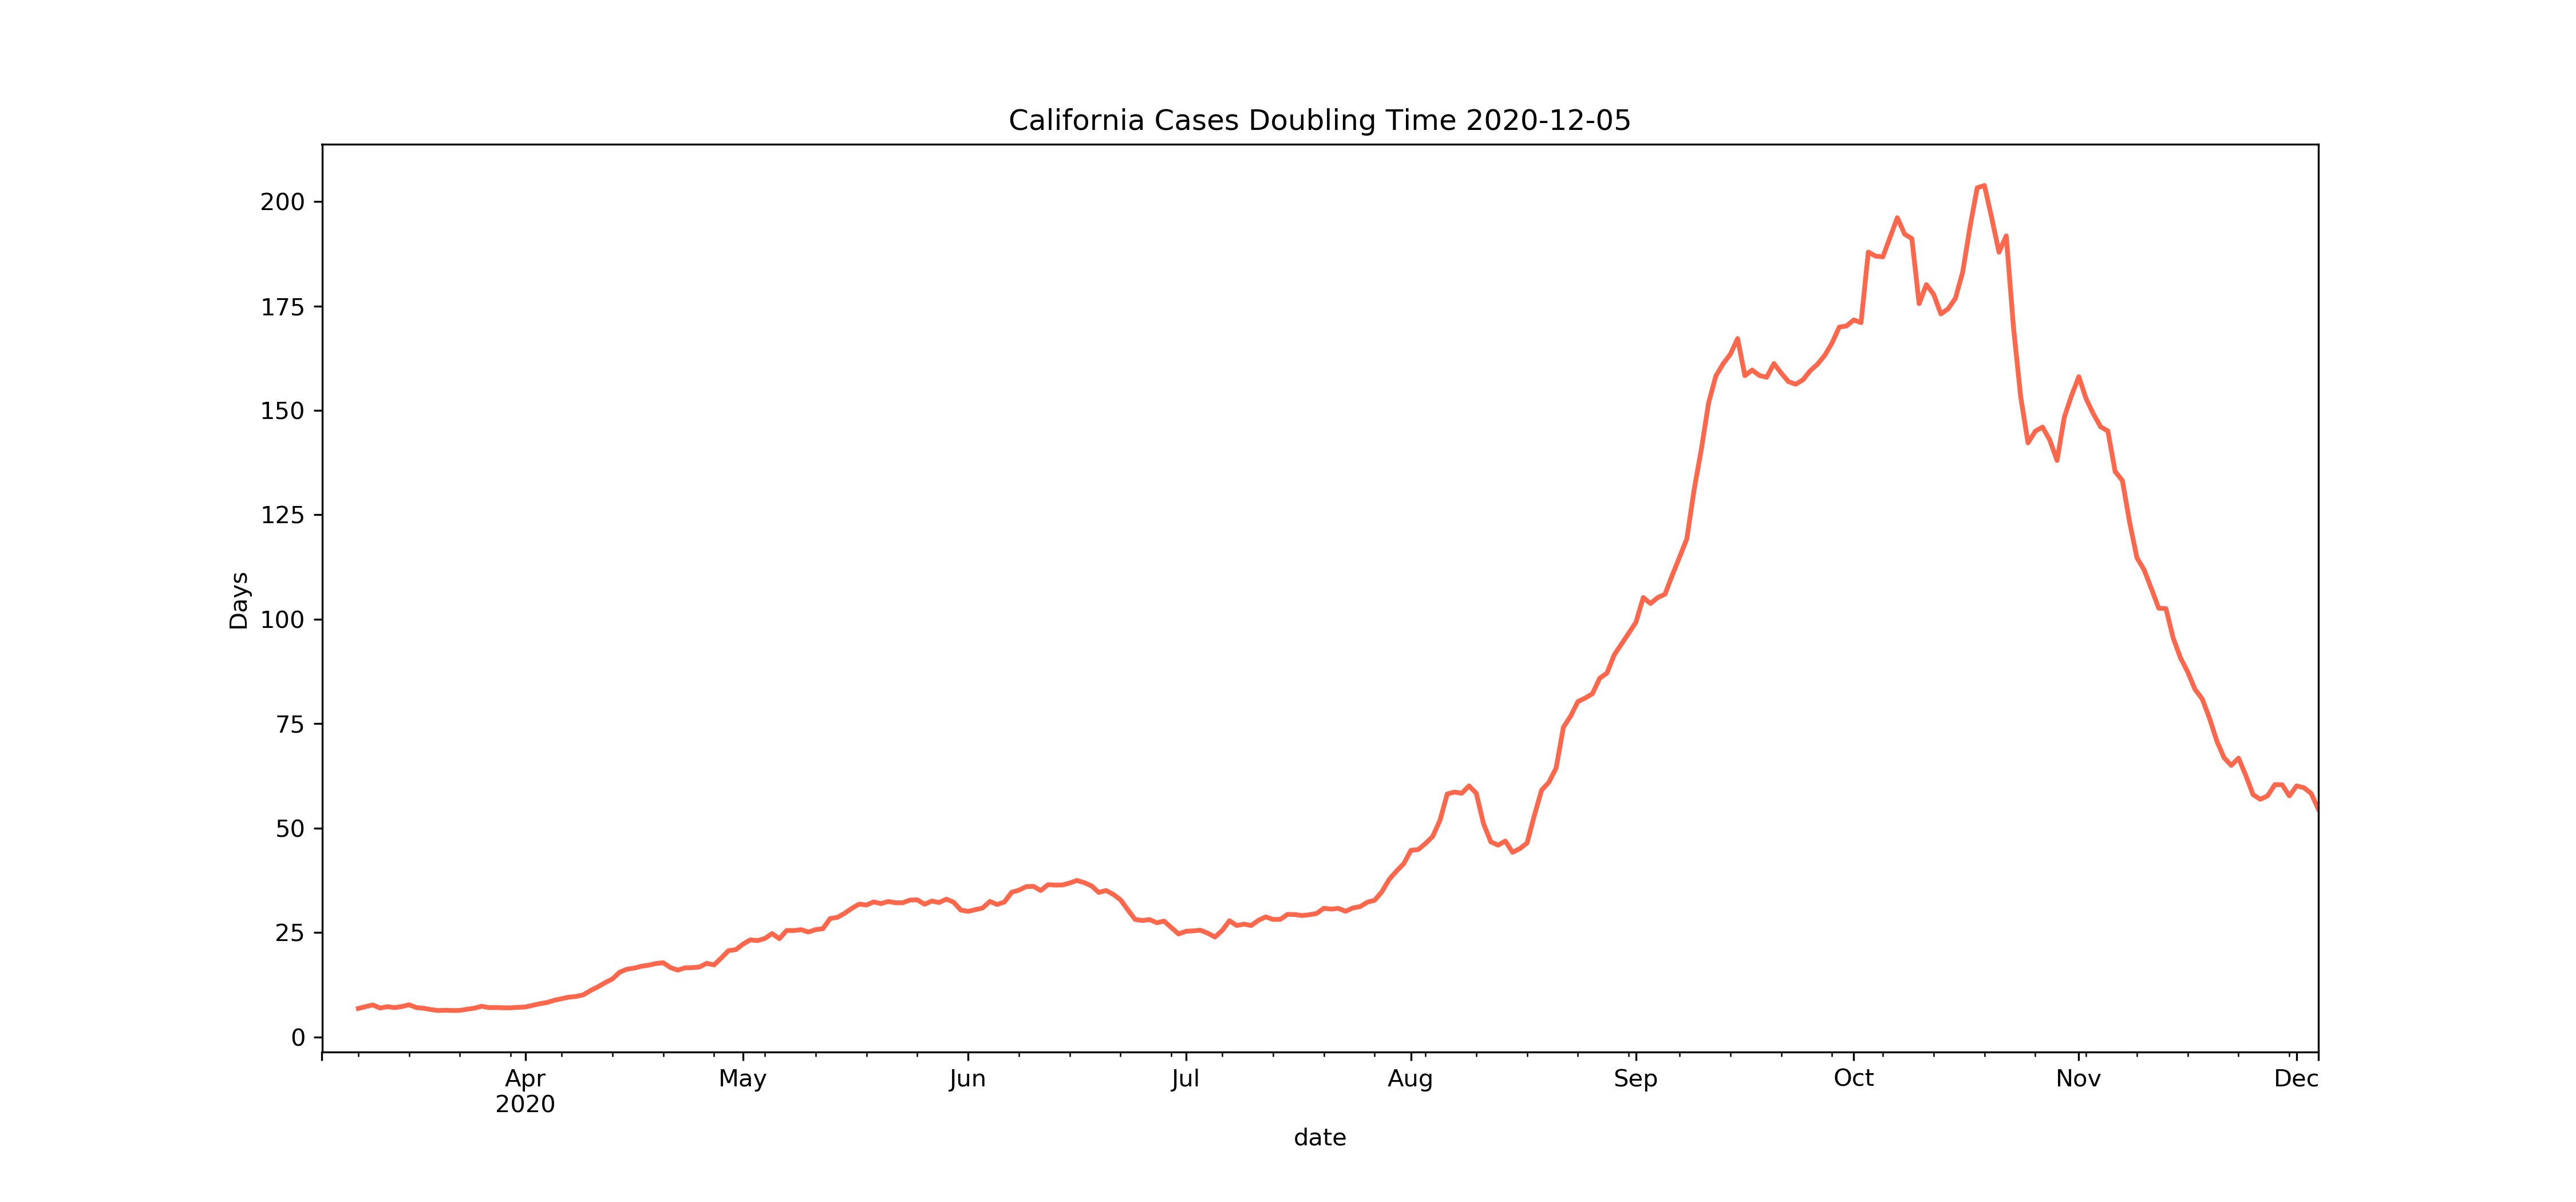 California Cases Doubling Time 2020-12-05
200
175
150
125
100
75
50
25
0
Days
Apr May Jun Jul Aug Sep Oct Nov Dec
2020
date